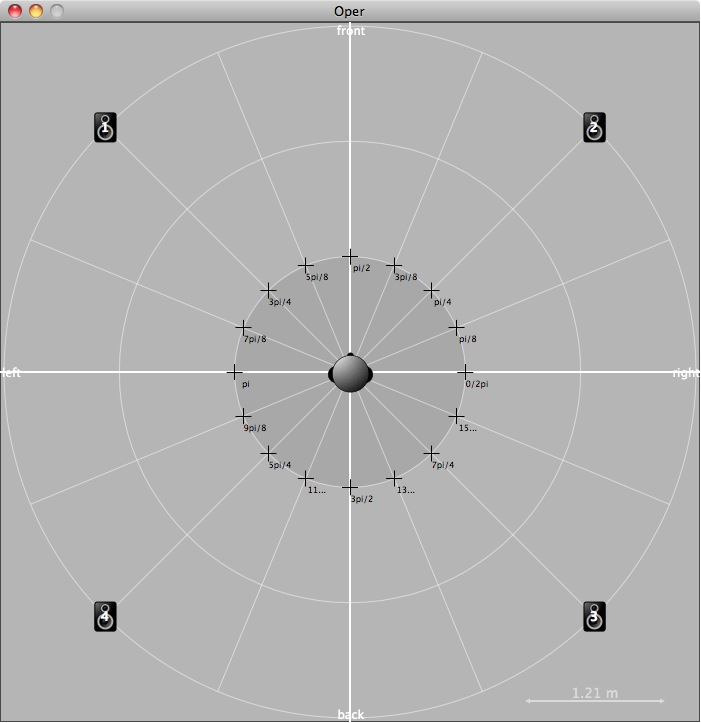 Oper
front
1
2
pi/2
5pi/8
3pi/8
3pi/4
pi/4
7pi/8
pi/8
left
right
pi
0/2pi
9pi/8
15...
5pi/4
7pi/4
11...
13...
3pi/2
4
3
1.21 m
back